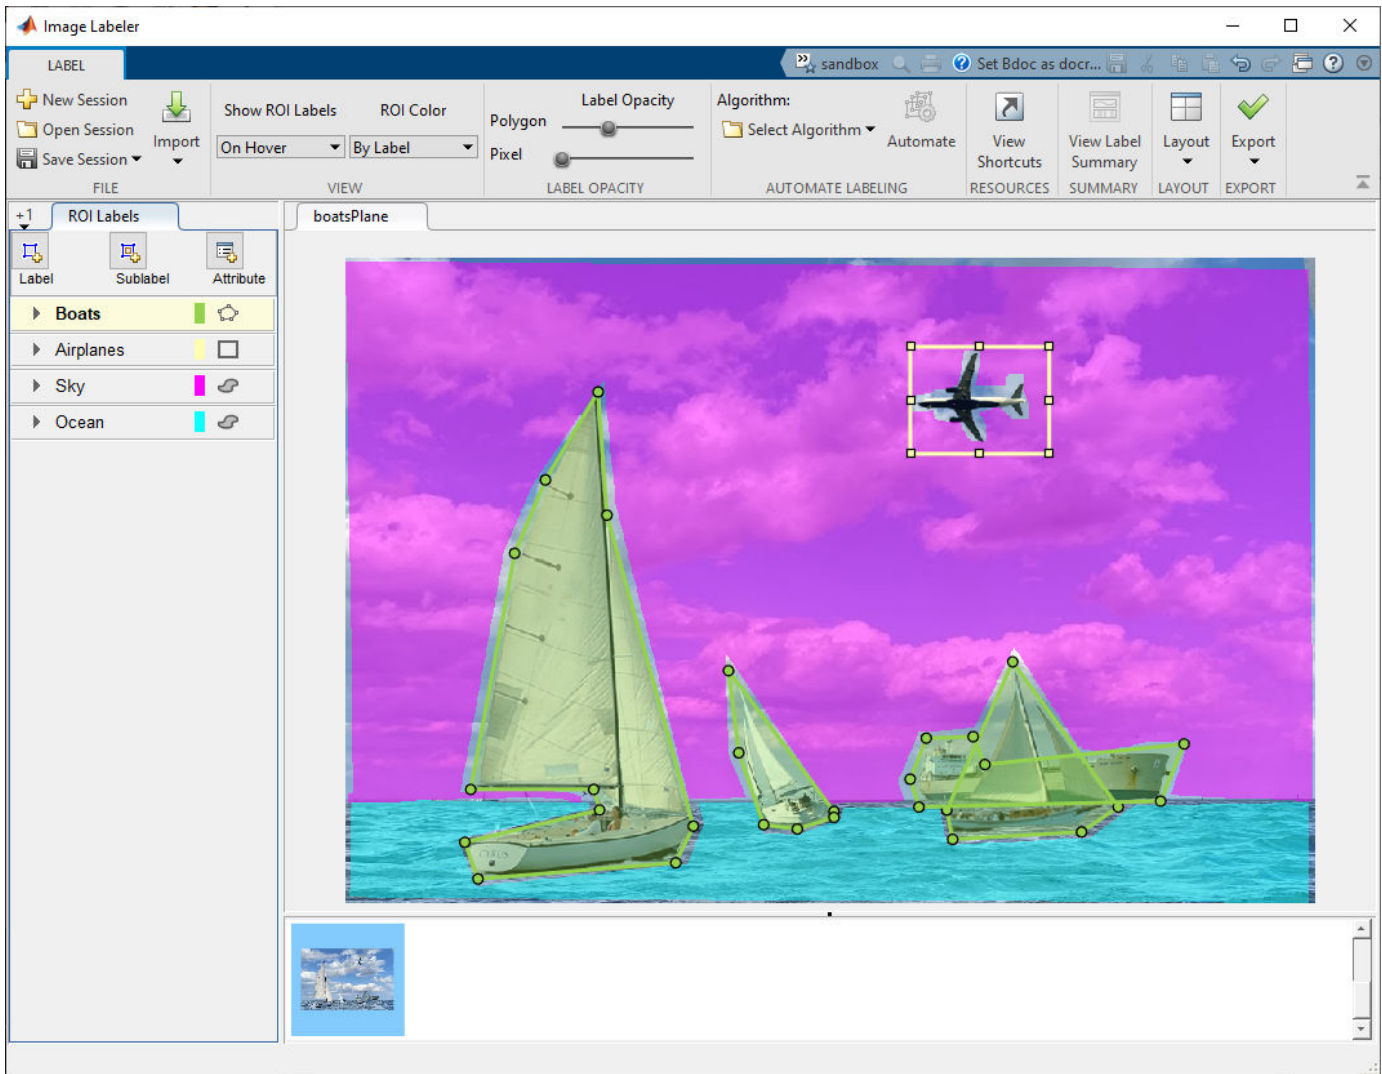 Image Labeler
LABEL
sandbox
Set Bdoc as docr...
New Session
Open Session
Save Session
Import
FILE
Show ROI Labels
ROI Color
On Hover
By Label
VIEW
Label Opacity
Polygon
Pixel
LABEL OPACITY
Algorithm:
Select Algorithm
Automate
AUTOMATE LABELING
View
Shortcuts
RESOURCES
View Label
Summary
SUMMARY
Layout
LAYOUT
Export
EXPORT
+1
ROI Labels
boatsPlane
Label
Sublabel
Attribute
Boats
Airplanes
Sky
Ocean